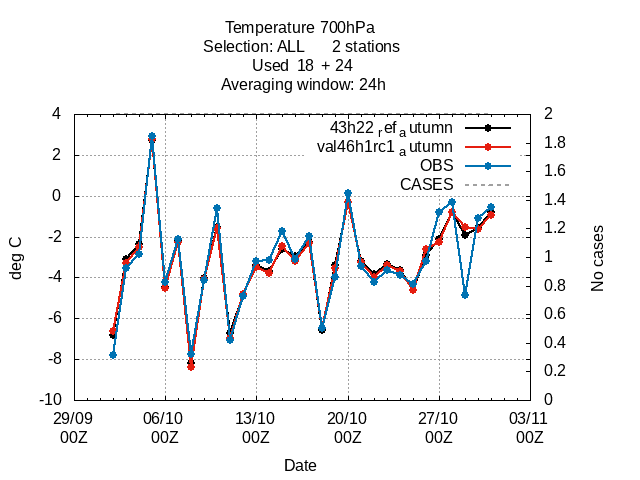 Temperature 700hPa
Selection: ALL 2 stations
Used 18 + 24
Averaging window: 24h
43h22_ref_autumn
val46h1rc1_autumn
OBS
CASES
deg C
4
2
0
-2
-4
-6
-8
-10
2
1.8
1.6
1.4
1.2
1
0.8
0.6
0.4
0.2
0
No cases
29/09 06/10 13/10 20/10 27/10 03/11
00Z 00Z 00Z 00Z 00Z 00Z
Date